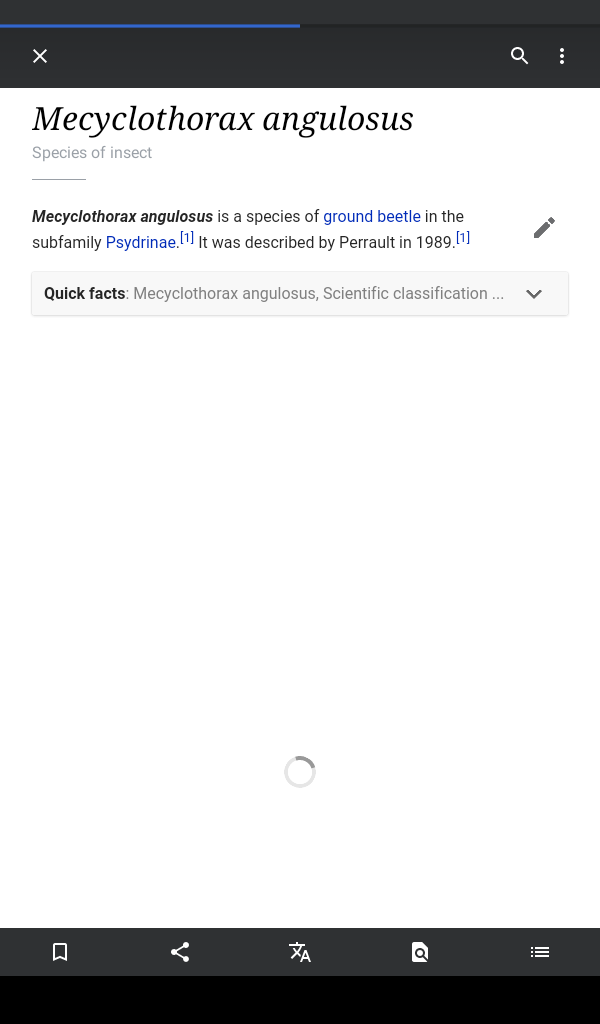 Mecyclothorax angulosus
Species of insect
Mecyclothorax angulosus is a species of ground beetle in the
subfamily Psydrinae.[1] It was described by Perrault in 1989.[1]
Quick facts: Mecyclothorax angulosus, Scientific classification ...